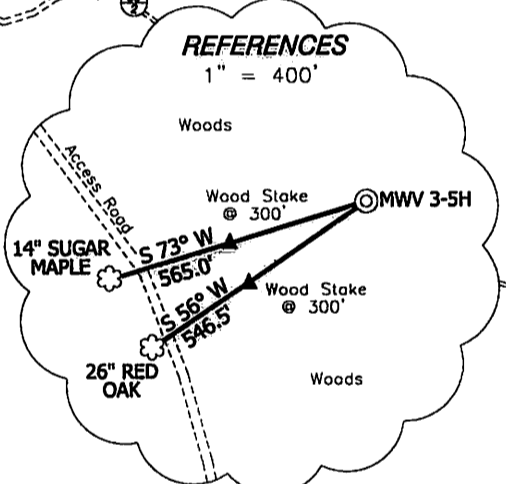 REFERENCES
1" = 400'
Woods
Access Road
Wood Stake
@ 300'
MWV 3-5H
14" SUGAR
MAPLE
S 73° W
565.0'
Wood Stake
@ 300'
S 56° W
546.5'
26" RED
OAK
Woods